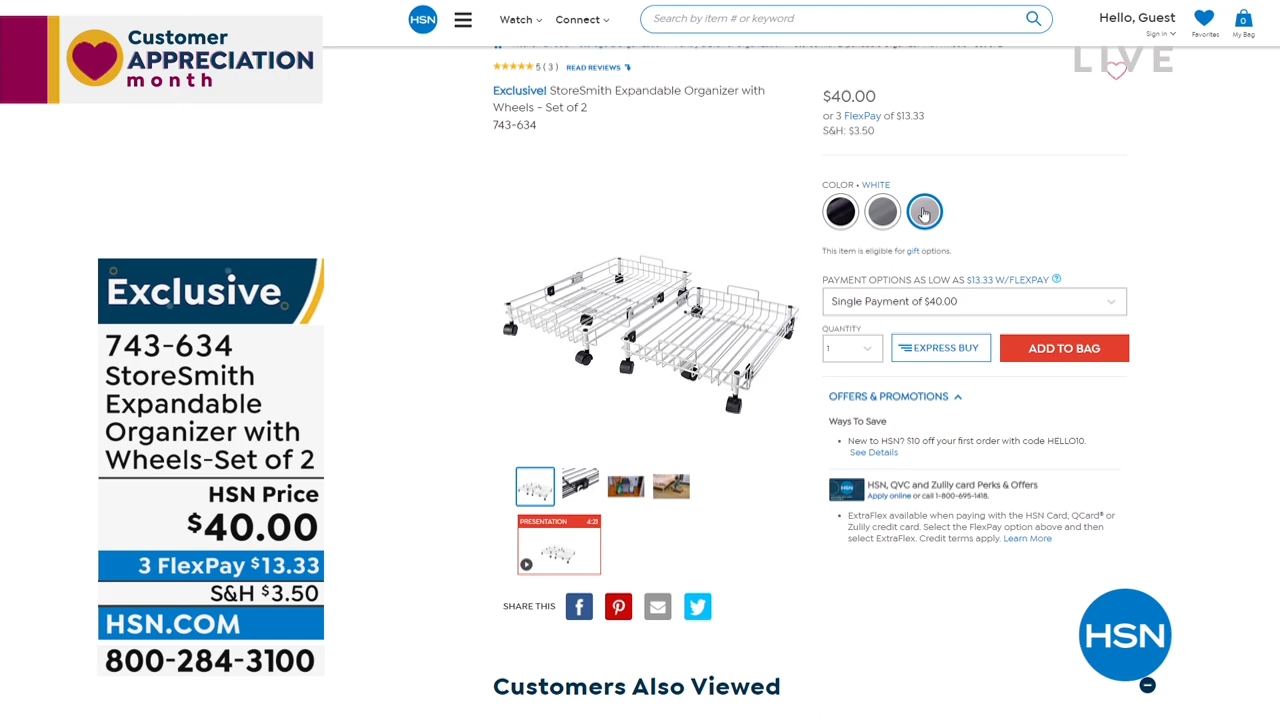 Customer
APPRECIATION
month
HSN
Watch
Connect
Search by item # or keyword
Hello, Guest
Sign In
Favorites
0
My Bag
LIVE
5 ( 3 ) READ REVIEWS
Exclusive! StoreSmith Expandable Organizer with
Wheels - Set of 2
743-634
$40.00
or 3 FlexPay of $13.33
S&H: $3.50
COLOR • WHITE
This item is eligible for gift options.
PAYMENT OPTIONS AS LOW AS $13.33 W/FLEXPAY ?
Single Payment of $40.00
QUANTITY
1
EXPRESS BUY
ADD TO BAG
OFFERS & PROMOTIONS
Ways To Save
• New to HSN? $10 off your first order with code HELLO10.
See Details
HSN
HSN, QVC and Zulily card Perks & Offers
Apply online or call 1-800-695-1418.
• ExtraFlex available when paying with the HSN Card, QCard® or
Zulily credit card. Select the FlexPay option above and then
select ExtraFlex. Credit terms apply. Learn More
PRESENTATION 4:21
SHARE THIS
Customers Also Viewed
Exclusive
743-634
StoreSmith
Expandable
Organizer with
Wheels-Set of 2
HSN Price
$40.00
3 FlexPay $13.33
S&H $3.50
HSN.COM
800-284-3100
HSN